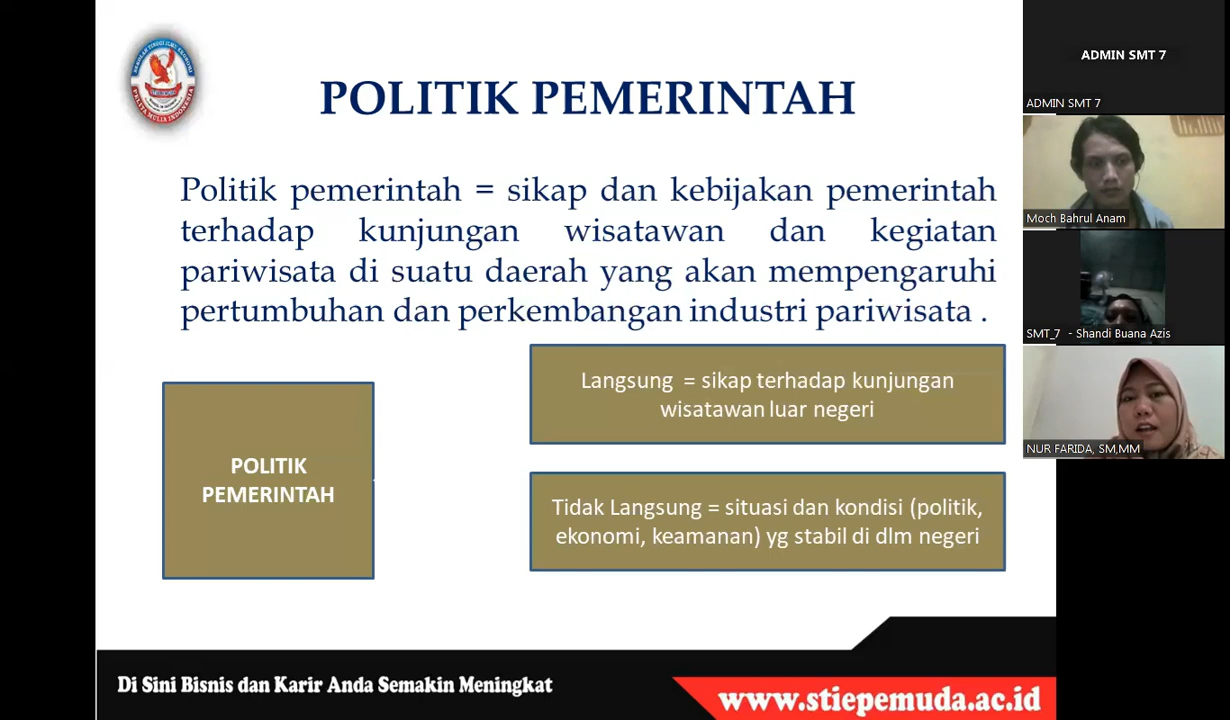 POLITIK PEMERINTAH
Politik pemerintah = sikap dan kebijakan pemerintah
terhadap kunjungan wisatawan dan kegiatan
pariwisata di suatu daerah yang akan mempengaruhi
pertumbuhan dan perkembangan industri pariwisata .
POLITIK
PEMERINTAH
Langsung = sikap terhadap kunjungan
wisatawan luar negeri
Tidak Langsung = situasi dan kondisi (politik,
ekonomi, keamanan) yg stabil di dlm negeri
Di Sini Bisnis dan Karir Anda Semakin Meningkat
www.stiepemuda.ac.id
ADMIN SMT 7
ADMIN SMT 7
Moch Bahrul Anam
SMT_7 - Shandi Buana Azis
NUR FARIDA, SM,MM